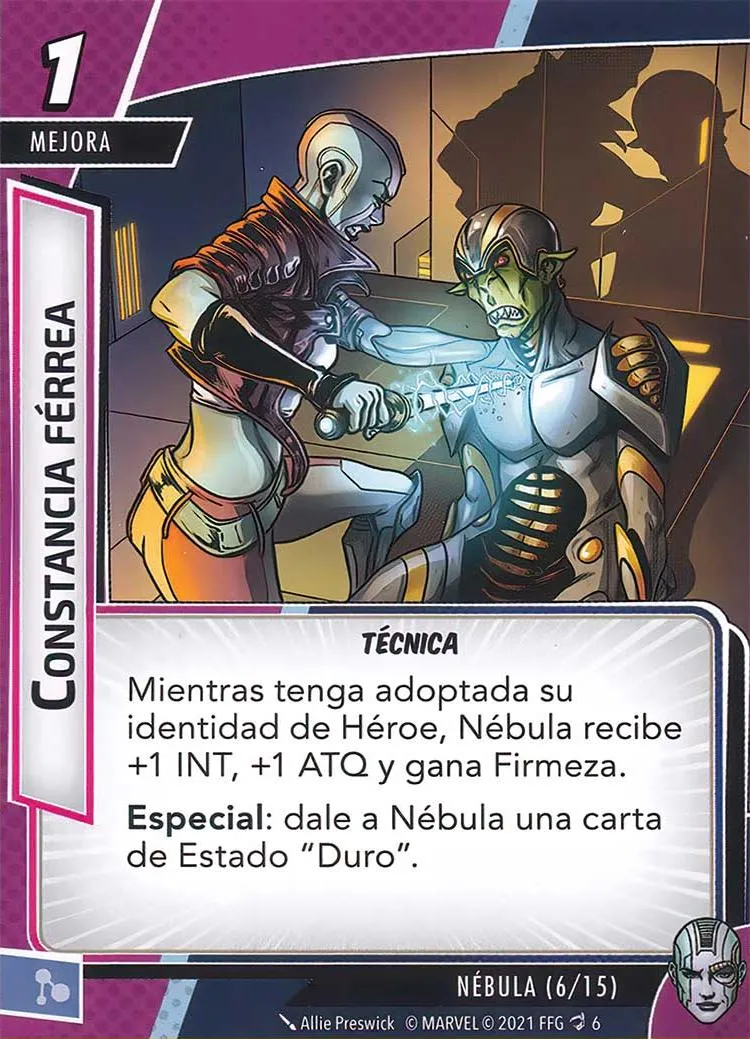 1
MEJORA
CONSTANCIA FÉRREA
TÉCNICA
Mientras tenga adoptada su
identidad de Héroe, Nébula recibe
+1 INT, +1 ATQ y gana Firmeza.
Especial: dale a Nébula una carta
de Estado “Duro”.
NÉBULA (6/15)
Allie Preswick © MARVEL © 2021 FFG 6